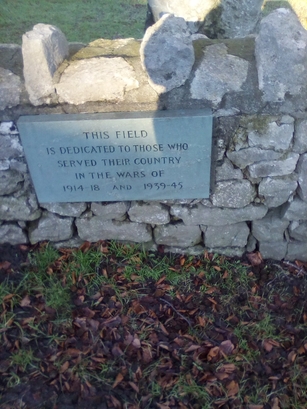 THIS FIELD
IS DEDICATED TO THOSE WHO
SERVED THEIR COUNTRY
IN THE WARS OF
1914-18 AND 1939-45